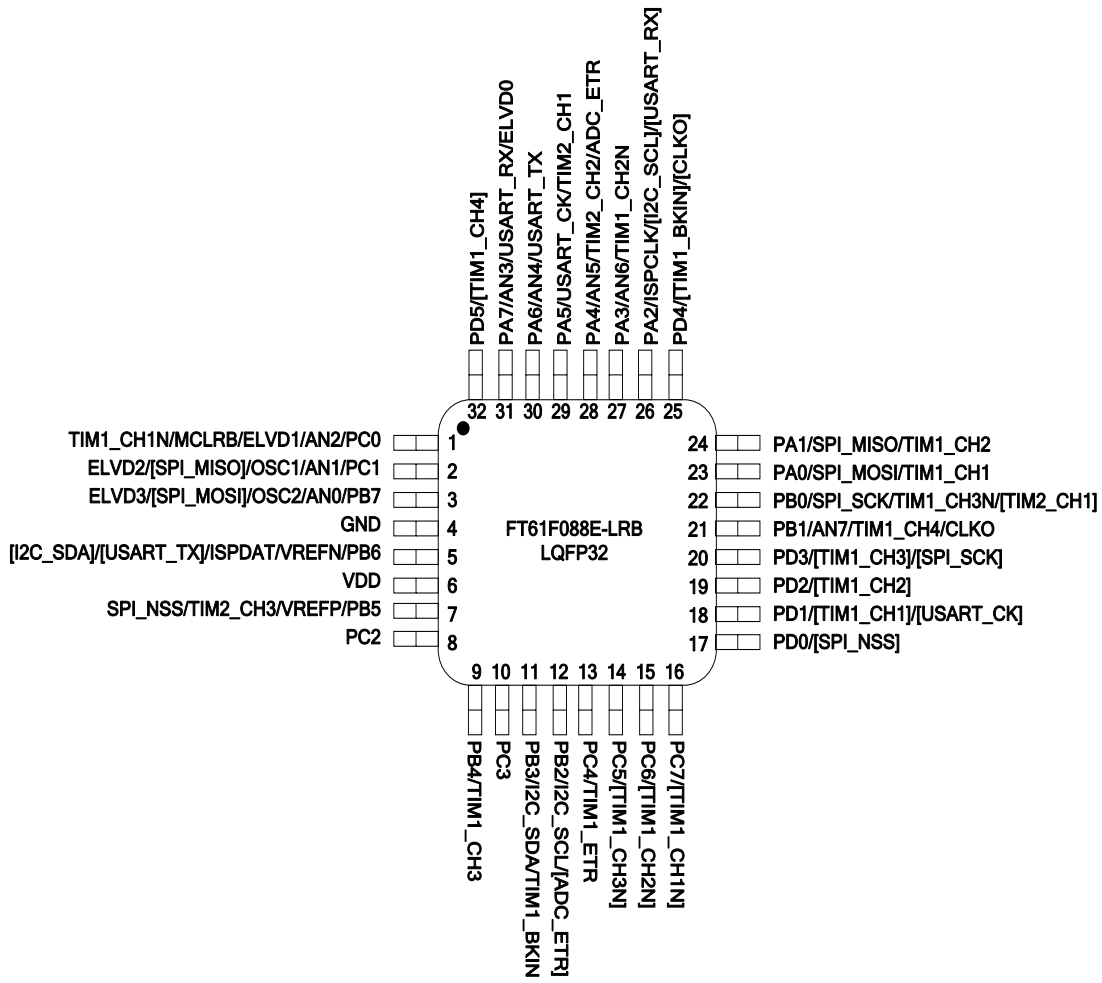 PD5/[TIM1_CH4]
PA7/AN3/USART_RX/ELVD0
PA6/AN4/USART_TX
PA5/USART_CK/TIM2_CH1
PA4/AN5/TIM2_CH2/ADC_ETR
PA3/AN6/TIM1_CH2N
PA2/ISPCLK/[I2C_SCL]/[USART_RX]
PD4/[TIM1_BKIN]/[CLKO]
32 31 30 29 28 27 26 25
TIM1_CH1N/MCLRB/ELVD1/AN2/PC0 1
ELVD2/[SPI_MISO]/OSC1/AN1/PC1 2
ELVD3/[SPI_MOSI]/OSC2/AN0/PB7 3
GND 4
[I2C_SDA]/[USART_TX]/ISPDAT/VREFN/PB6 5
VDD 6
SPI_NSS/TIM2_CH3/VREFP/PB5 7
PC2 8
FT61F088E-LRB
LQFP32
24 PA1/SPI_MISO/TIM1_CH2
23 PA0/SPI_MOSI/TIM1_CH1
22 PB0/SPI_SCK/TIM1_CH3N/[TIM2_CH1]
21 PB1/AN7/TIM1_CH4/CLKO
20 PD3/[TIM1_CH3]/[SPI_SCK]
19 PD2/[TIM1_CH2]
18 PD1/[TIM1_CH1]/[USART_CK]
17 PD0/[SPI_NSS]
9 10 11 12 13 14 15 16
PB4/TIM1_CH3
PC3
PB3/I2C_SDA/TIM1_BKIN
PB2/I2C_SCL/[ADC_ETR]
PC4/TIM1_ETR
PC5/[TIM1_CH3N]
PC6/[TIM1_CH2N]
PC7/[TIM1_CH1N]